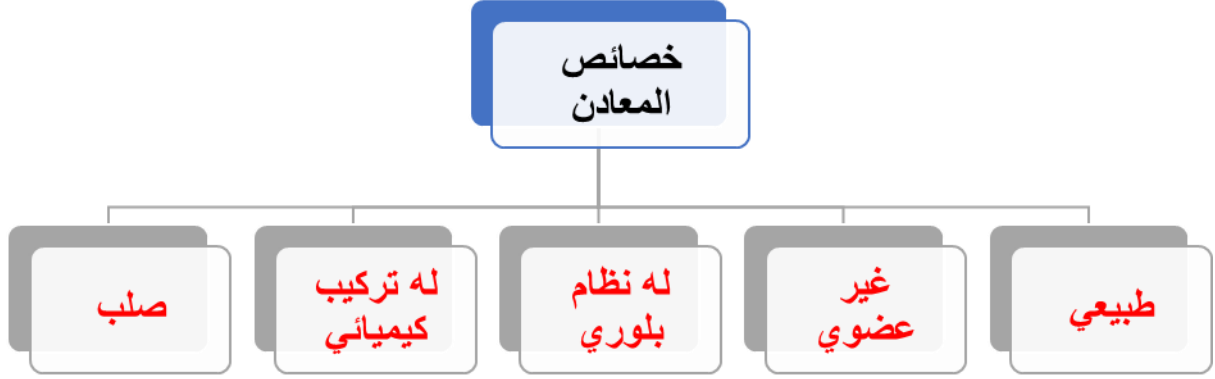 خصائص
المعادن
طبيعي
غير
عضوي
له نظام
بلوري
له تركيب
كيميائي
صلب